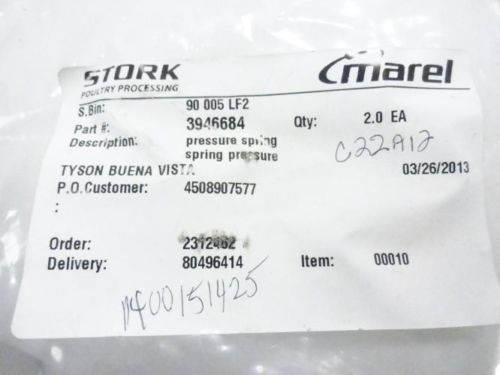 STORK
POULTRY PROCESSING
marel
S.Bin: 90 005 LF2
Part #: 3946684 Qty: 2.0 EA
Description: pressure spring
spring pressure
C22A12
TYSON BUENA VISTA 03/26/2013
P.O.Customer: 4508907577
:
Order: 2312462
Delivery: 80496414 Item: 00010